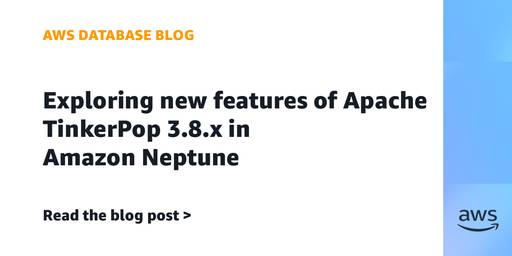 AWS DATABASE BLOG
Exploring new features of Apache
TinkerPop 3.8.x in
Amazon Neptune
Read the blog post >
aws